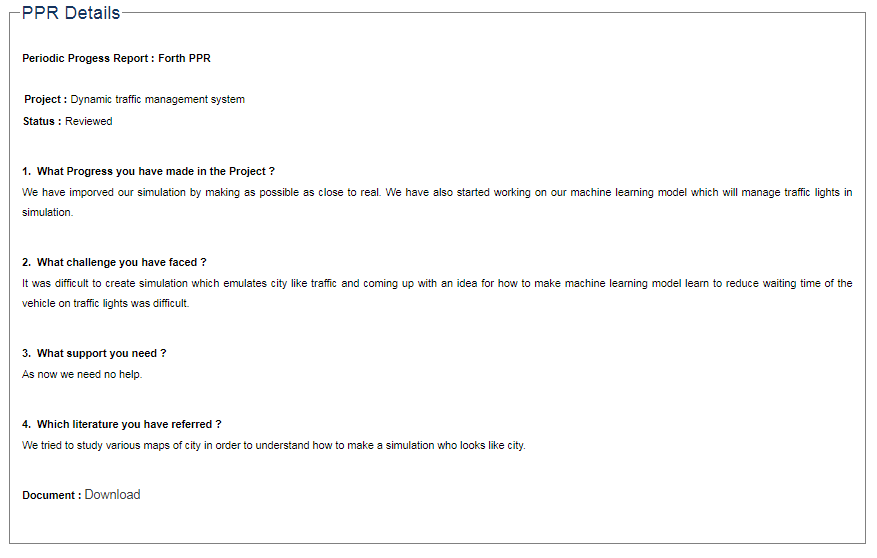 PPR Details
Periodic Progess Report : Forth PPR
Project : Dynamic traffic management system
Status : Reviewed
1. What Progress you have made in the Project ?
We have imporved our simulation by making as possible as close to real. We have also started working on our machine learning model which will manage traffic lights in
simulation.
2. What challenge you have faced ?
It was difficult to create simulation which emulates city like traffic and coming up with an idea for how to make machine learning model learn to reduce waiting time of the
vehicle on traffic lights was difficult.
3. What support you need ?
As now we need no help.
4. Which literature you have referred ?
We tried to study various maps of city in order to understand how to make a simulation who looks like city.
Document : Download